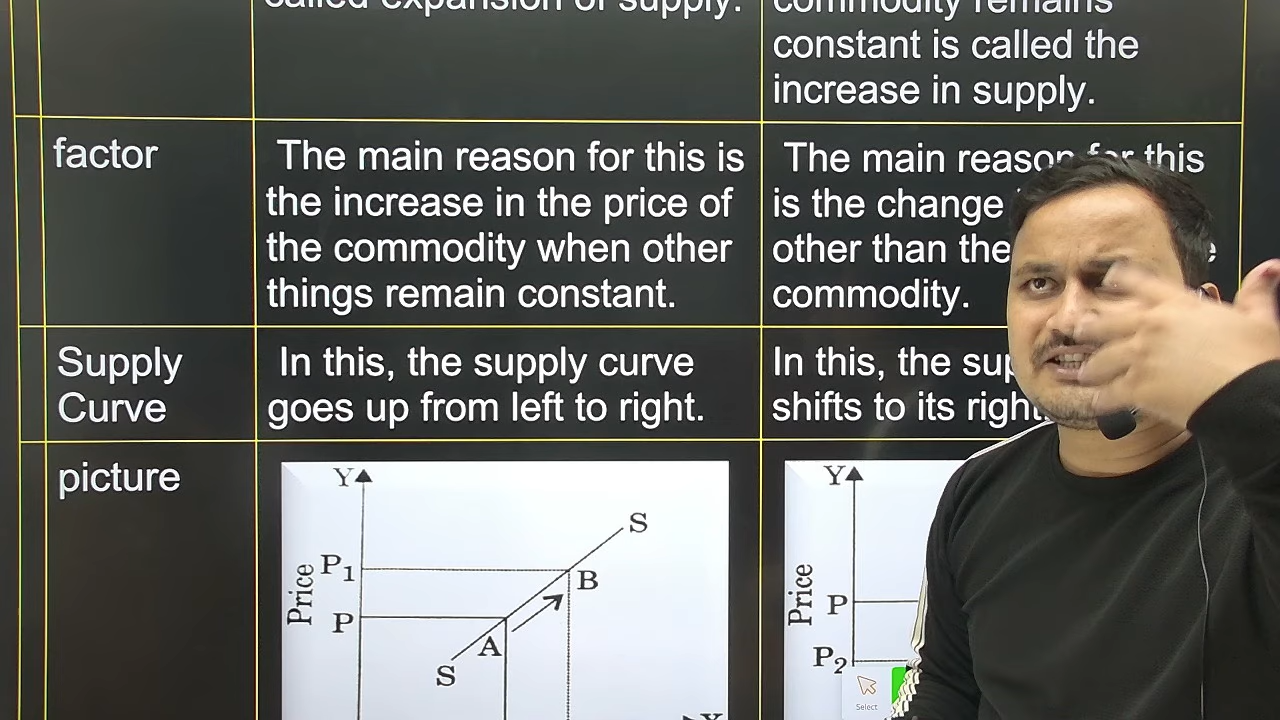 called expansion of supply.
commodity remains
constant is called the
increase in supply.
factor
The main reason for this is
the increase in the price of
the commodity when other
things remain constant.
The main reason for this
is the change
other than the
commodity.
Supply
Curve
In this, the supply curve
goes up from left to right.
In this, the
shifts to its right.
picture
Y
S
P1
B
Price
P
A
S
X
Y
Price
P
P2
Select